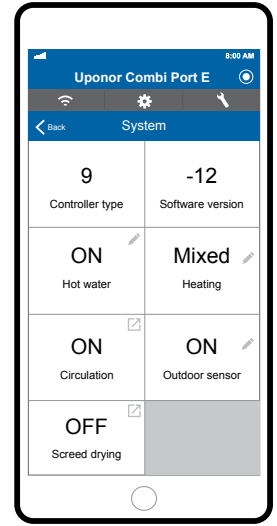 8:00 AM
Uponor Combi Port E
Back System
9 -12
Controller type Software version
ON Mixed
Hot water Heating
ON ON
Circulation Outdoor sensor
OFF
Screed drying